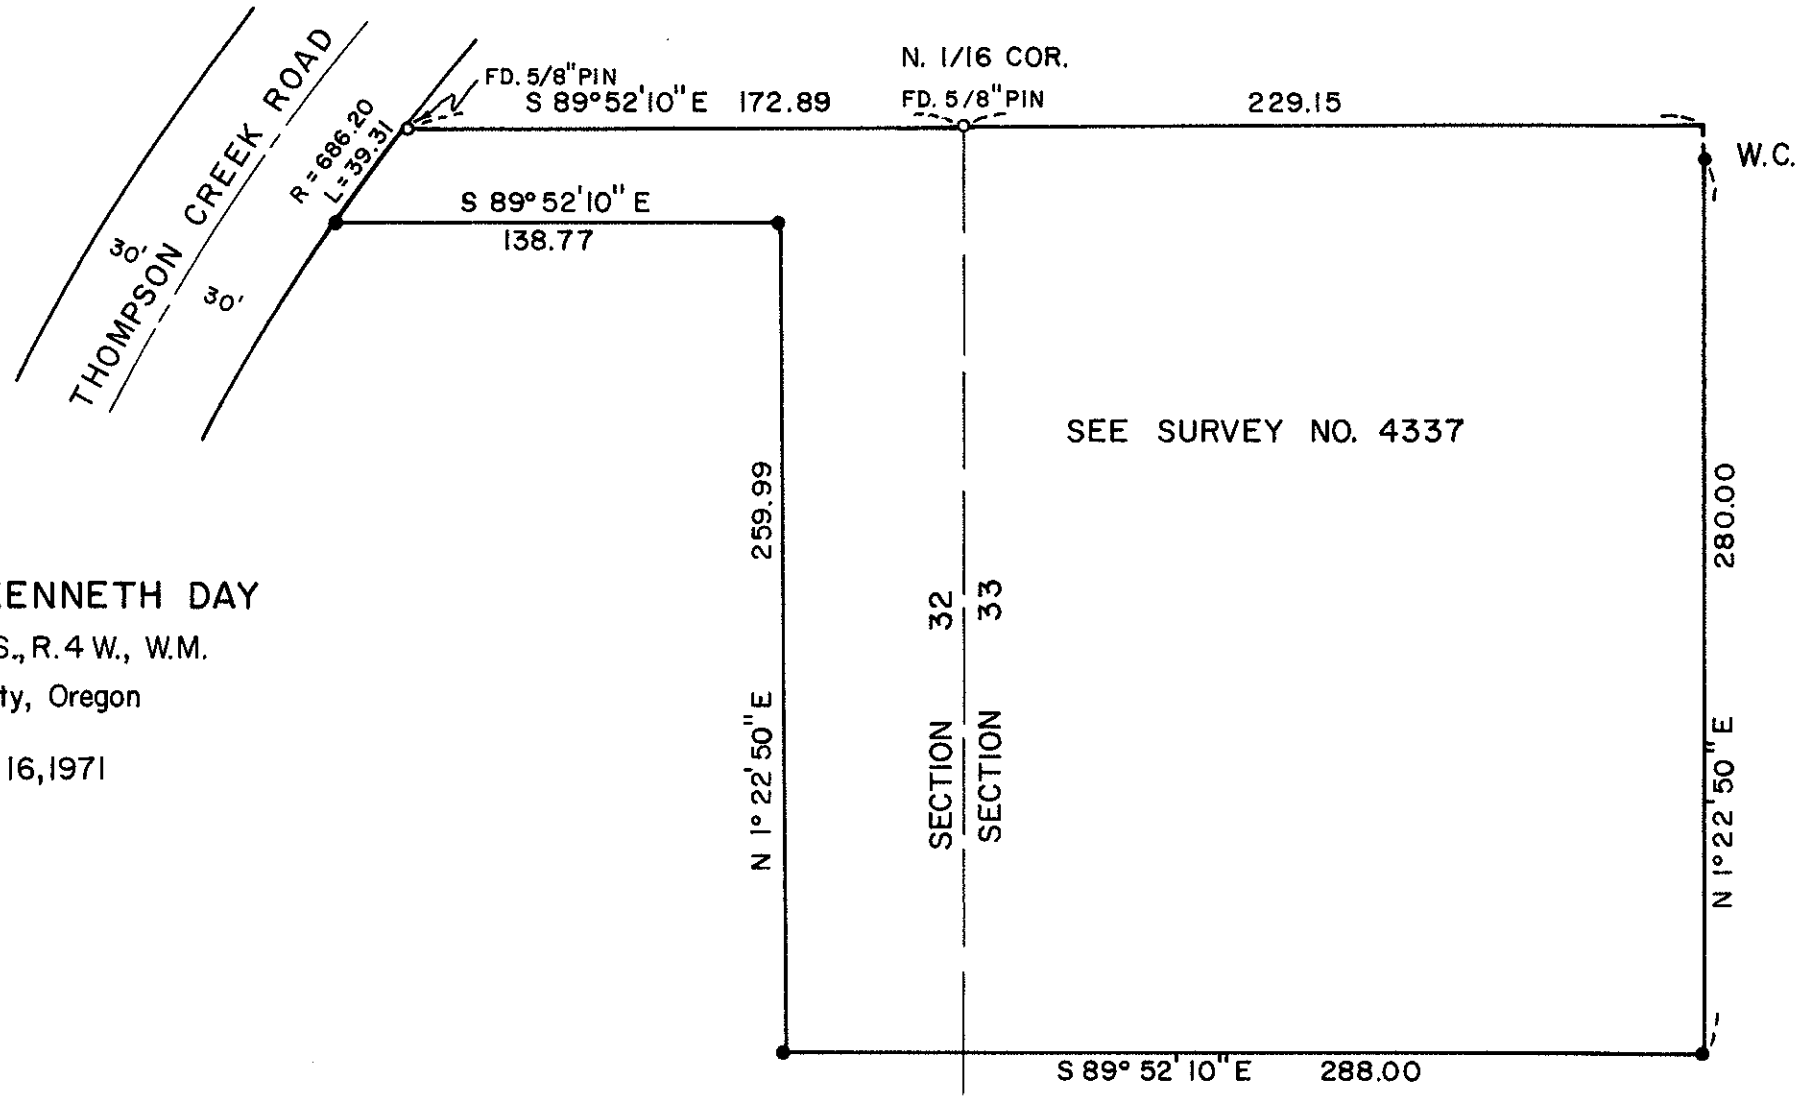 THOMPSON CREEK ROAD
30'
30'
R = 686.20
L = 39.31
FD. 5/8" PIN
S 89° 52' 10" E 172.89
N. 1/16 COR.
FD. 5/8" PIN
229.15
W.C.
S 89° 52' 10" E
138.77
SEE SURVEY NO. 4337
N 1° 22' 50" E 259.99
SECTION 32
SECTION 33
N 1° 22' 50" E 280.00
S 89° 52' 10" E 288.00
ENNETH DAY
S., R. 4 W., W.M.
ty, Oregon
16, 1971